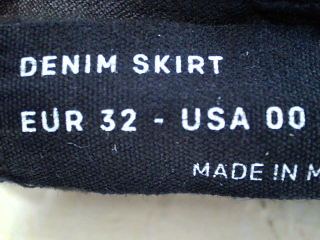 DENIM SKIRT
EUR 32 - USA 00
MADE IN